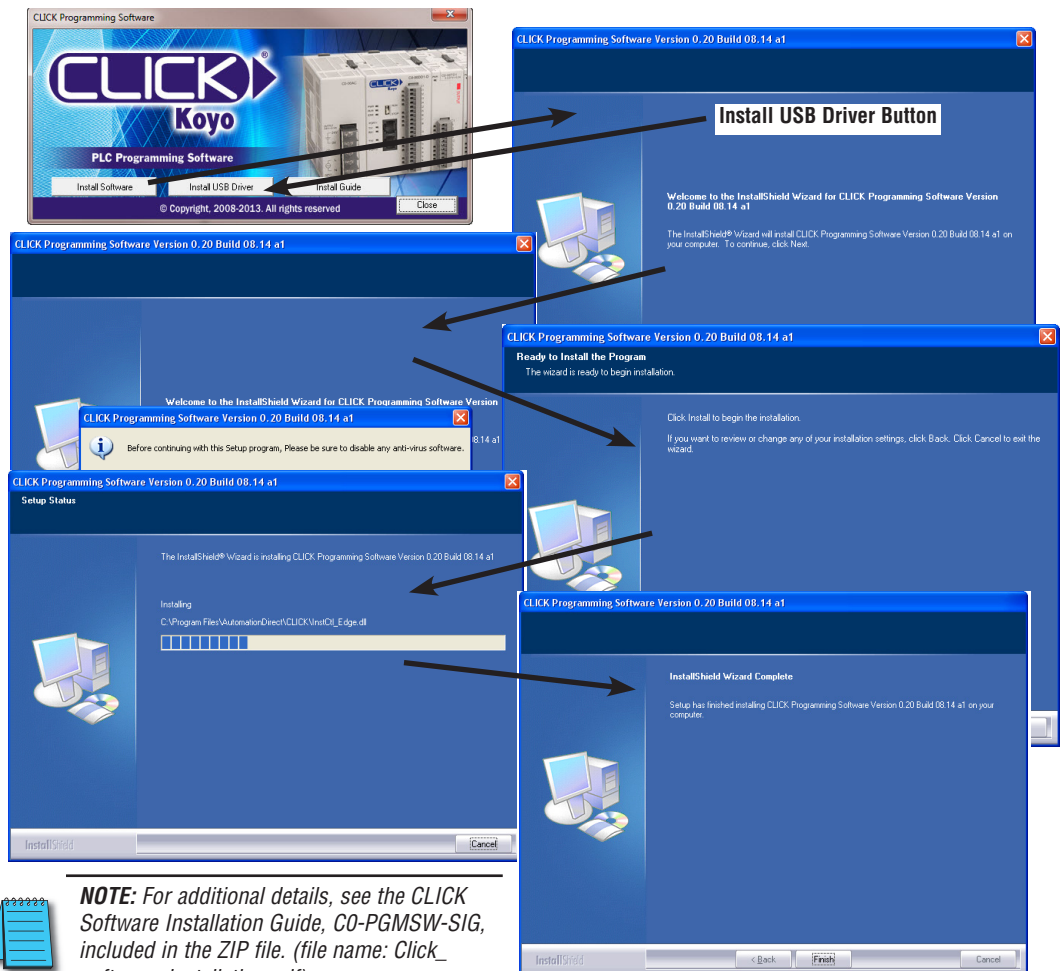 CLICK Programming Software
CLICK
®
Koyo
PLC Programming Software
Install Software
Install USB Driver
Install Guide
© Copyright, 2008-2013. All rights reserved
Close
CLICK Programming Software Version 0.20 Build 08.14 a1
Install USB Driver Button
Welcome to the InstallShield Wizard for CLICK Programming Software Version
0.20 Build 08.14 a1
The InstallShield® Wizard will install CLICK Programming Software Version 0.20 Build 08.14 a1 on
your computer. To continue, click Next.
CLICK Programming Software Version 0.20 Build 08.14 a1
Welcome to the InstallShield Wizard for CLICK Programming Software Version
8.14 a1
CLICK Programming Software Version 0.20 Build 08.14 a1
Before continuing with this Setup program, Please be sure to disable any anti-virus software.
CLICK Programming Software Version 0.20 Build 08.14 a1
Ready to Install the Program
The wizard is ready to begin installation.
Click Install to begin the installation.
If you want to review or change any of your installation settings, click Back. Click Cancel to exit the
wizard.
CLICK Programming Software Version 0.20 Build 08.14 a1
Setup Status
The InstallShield® Wizard is installing CLICK Programming Software Version 0.20 Build 08.14 a1
Installing
C:\Program Files\AutomationDirect\CLICK\InstCtl_Edge.dll
InstallShield
Cancel
CLICK Programming Software Version 0.20 Build 08.14 a1
InstallShield Wizard Complete
Setup has finished installing CLICK Programming Software Version 0.20 Build 08.14 a1 on your
computer.
InstallShield
< Back
Finish
Cancel
NOTE: For additional details, see the CLICK
Software Installation Guide, C0-PGMSW-SIG,
included in the ZIP file. (file name: Click_